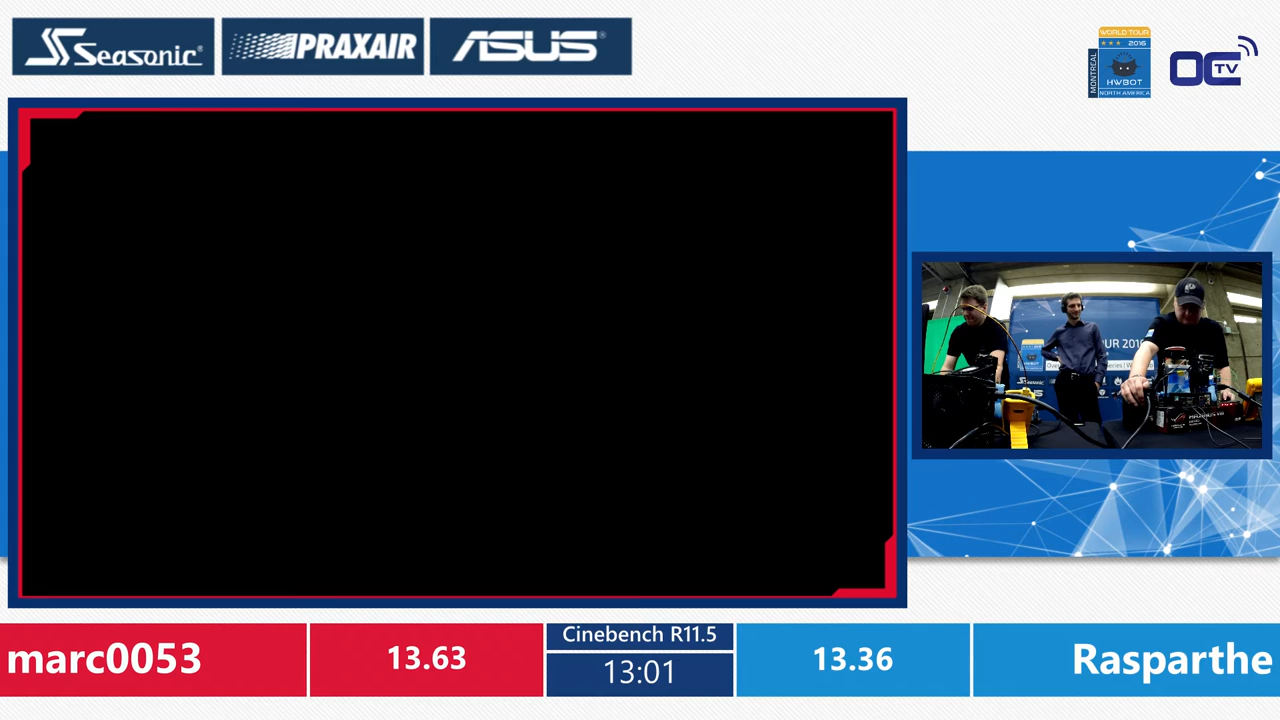 Seasonic®
PRAXAIR
ASUS®
WORLD TOUR
2016
MONTREAL
HWBOT
NORTH AMERICA
OC TV
marc0053
13.63
Cinebench R11.5
13:01
13.36
Rasparthe